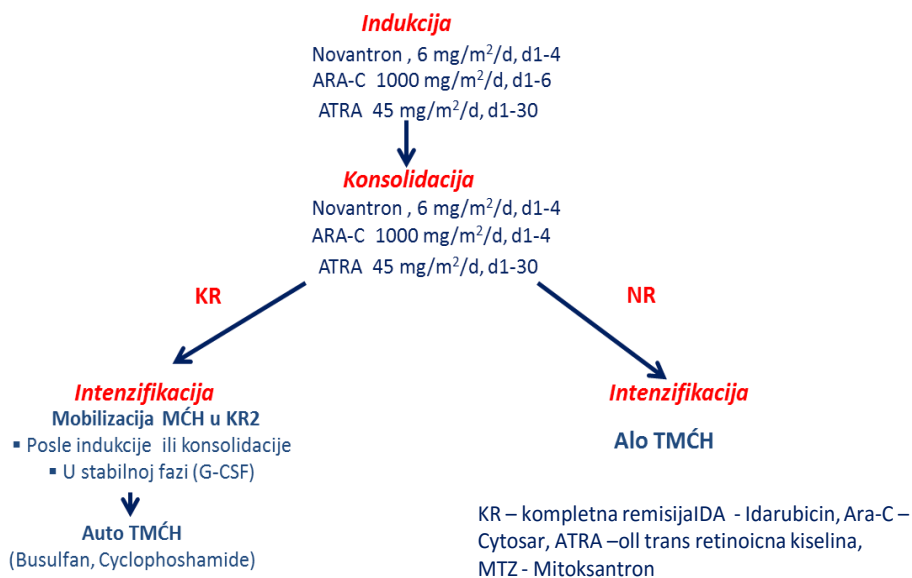 Indukcija
Novantron , 6 mg/m²/d, d1-4
ARA-C 1000 mg/m²/d, d1-6
ATRA 45 mg/m²/d, d1-30
Konsolidacija
Novantron , 6 mg/m²/d, d1-4
ARA-C 1000 mg/m²/d, d1-4
ATRA 45 mg/m²/d, d1-30
KR
NR
Intenzifikacija
Mobilizacija MĆH u KR2
▪ Posle indukcije ili konsolidacije
▪ U stabilnoj fazi (G-CSF)
Auto TMĆH
(Busulfan, Cyclophoshamide)
Intenzifikacija
Alo TMĆH
KR – kompletna remisijaIDA - Idarubicin, Ara-C –
Cytosar, ATRA –oll trans retinoicna kiselina,
MTZ - Mitoksantron